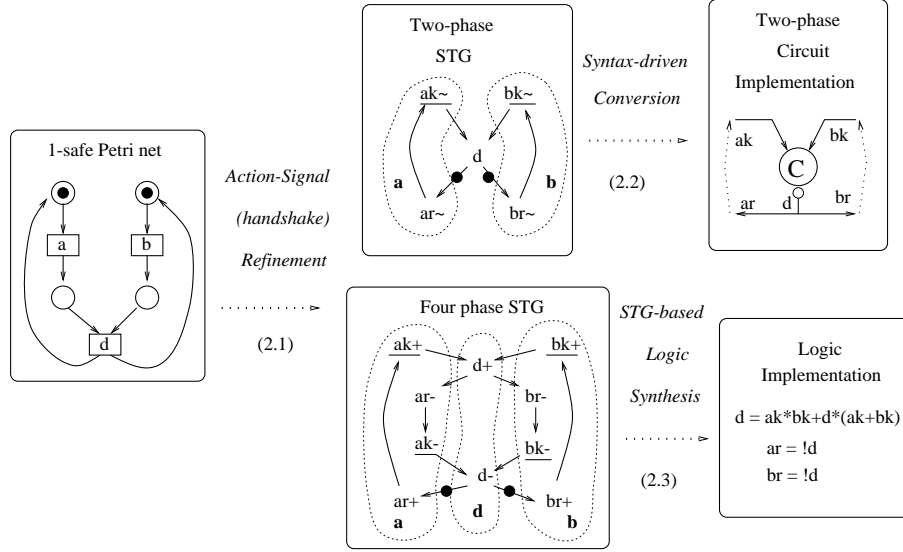 1-safe Petri net
a
b
d
Action-Signal
(handshake)
Refinement
(2.1)
Two-phase
STG
ak~
bk~
d
a
b
ar~
br~
Syntax-driven
Conversion
(2.2)
Two-phase
Circuit
Implementation
ak
bk
C
ar
d
br
Four phase STG
ak+
bk+
d+
ar-
br-
ak-
bk-
d-
ar+
br+
a
d
b
STG-based
Logic
Synthesis
(2.3)
Logic
Implementation
d = ak*bk+d*(ak+bk)
ar = !d
br = !d